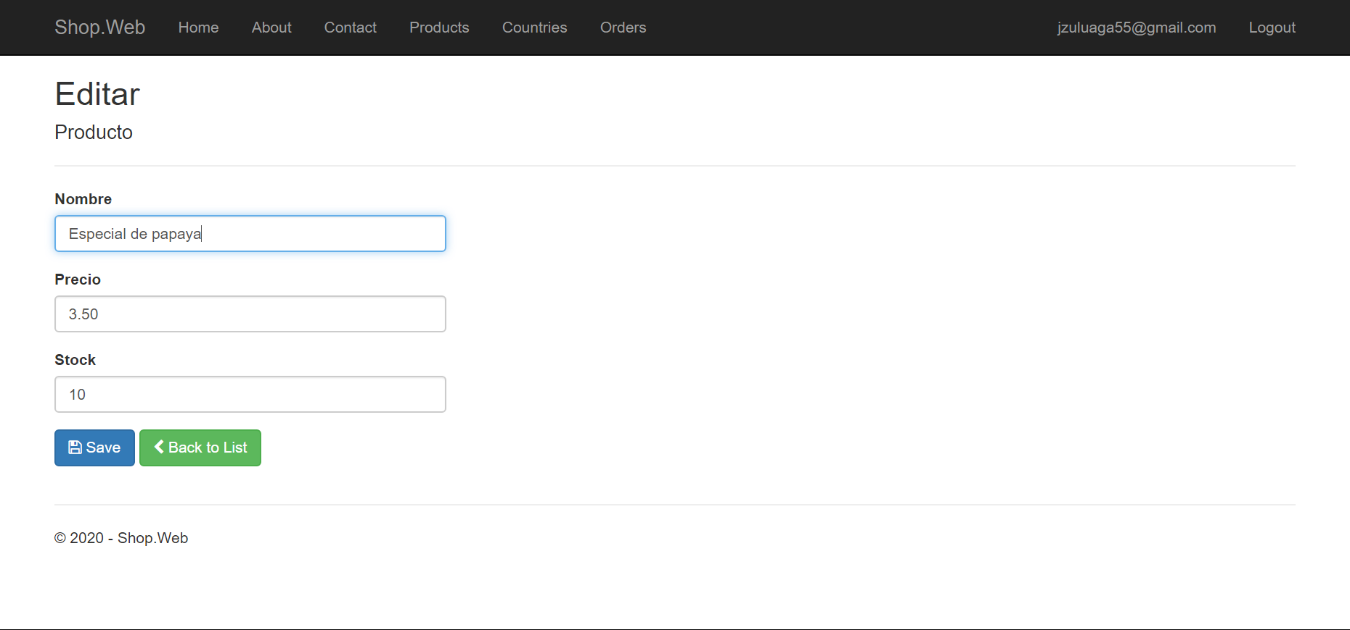 Shop.Web Home About Contact Products Countries Orders jzuluaga55@gmail.com Logout
Editar
Producto
Nombre
Especial de papaya
Precio
3.50
Stock
10
Save Back to List
© 2020 - Shop.Web